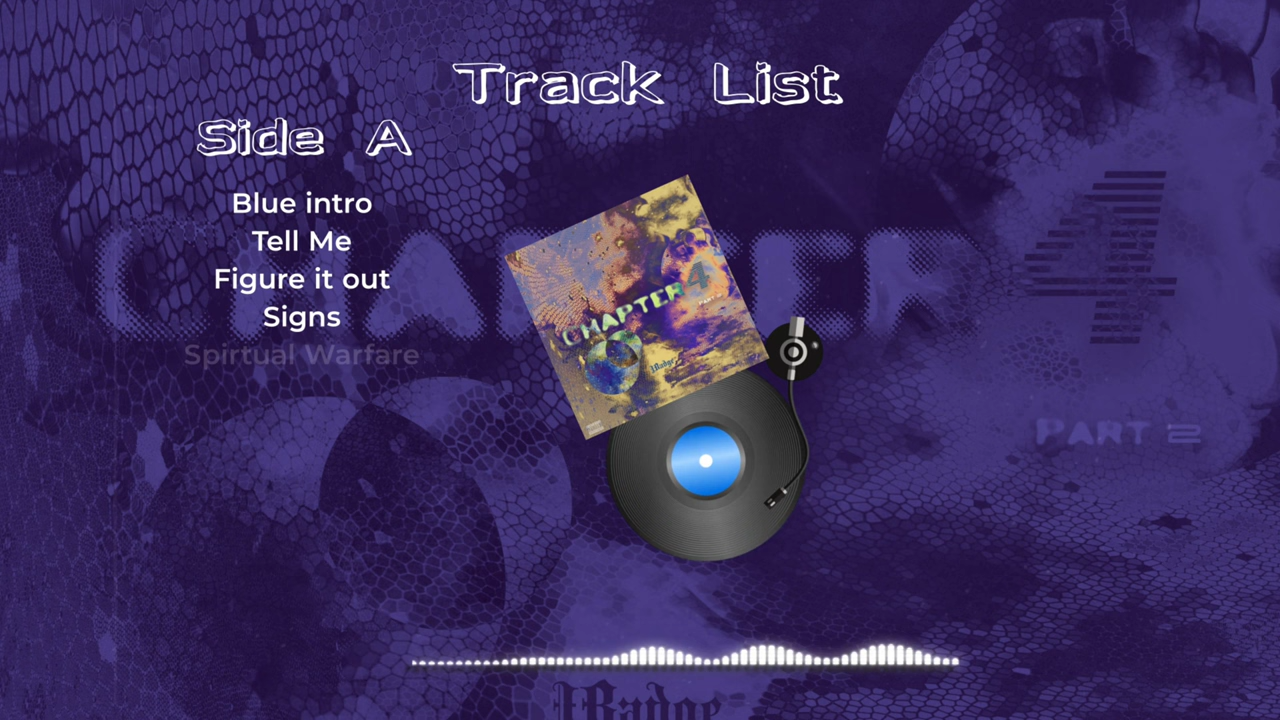 Track List
Side A
Blue intro
Tell Me
Figure it out
Signs
Spirtual Warfare
CHAPTER 4
PART 2
CHAPTER 4